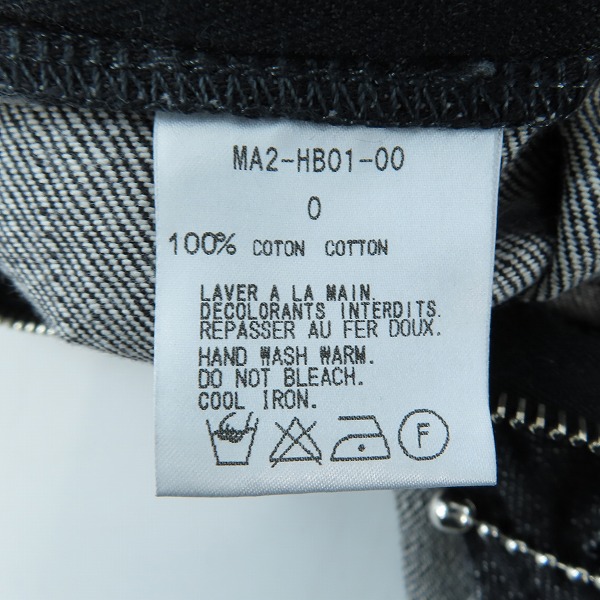 MA2-HB01-00
0
100% COTON COTTON
LAVER A LA MAIN.
DECOLORANTS INTERDITS.
REPASSER AU FER DOUX.
HAND WASH WARM.
DO NOT BLEACH.
COOL IRON.
F